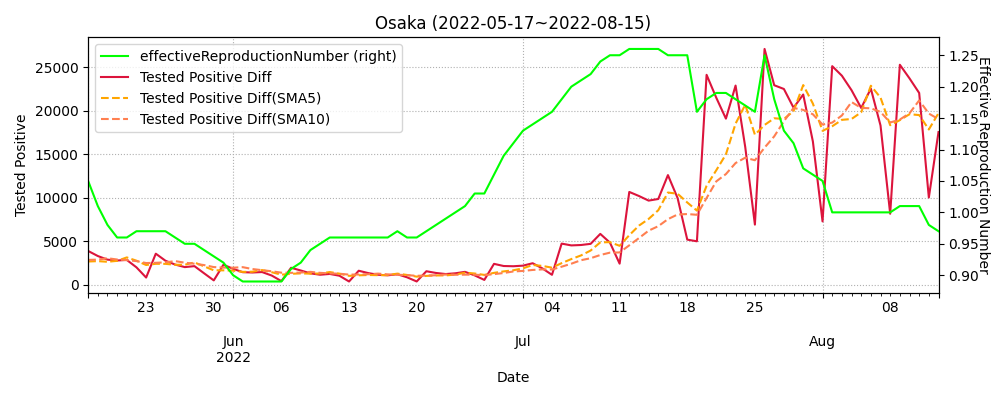 Osaka (2022-05-17~2022-08-15)
effectiveReproductionNumber (right)
Tested Positive Diff
Tested Positive Diff(SMA5)
Tested Positive Diff(SMA10)
Tested Positive
25000
20000
15000
10000
5000
0
1.25
1.20
1.15
1.10
1.05
1.00
0.95
0.90
Effective Reproduction Number
23 30 06 13 20 27 04 11 18 25 08
Jun Jul Aug
2022
Date